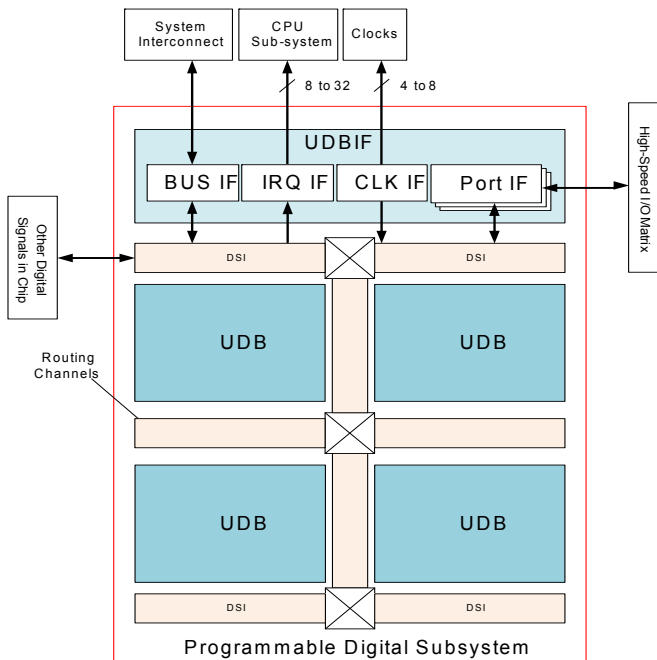 System
Interconnect
CPU
Sub-system
Clocks
8 to 32
4 to 8
UDBIF
BUS IF
IRQ IF
CLK IF
Port IF
High-Speed I/O Matrix
Other Digital
Signals in Chip
DSI
DSI
UDB
UDB
Routing
Channels
UDB
UDB
DSI
DSI
Programmable Digital Subsystem